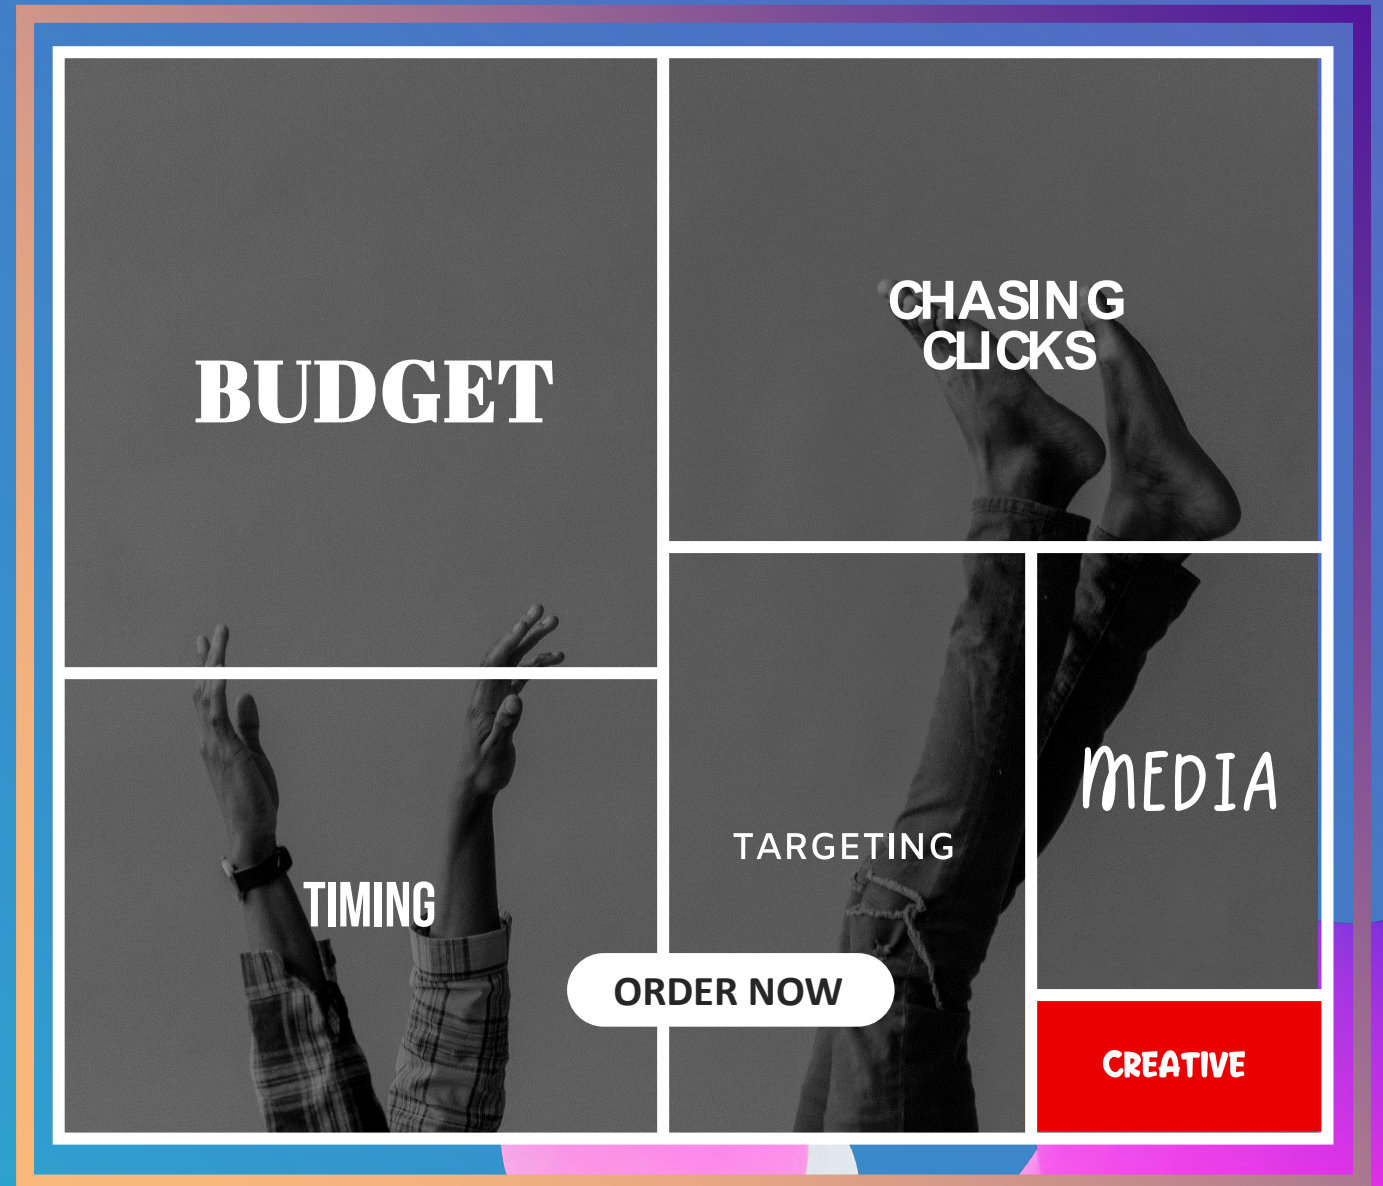 BUDGET
CHASING
CLICKS
TIMING
TARGETING
MEDIA
ORDER NOW
CREATIVE